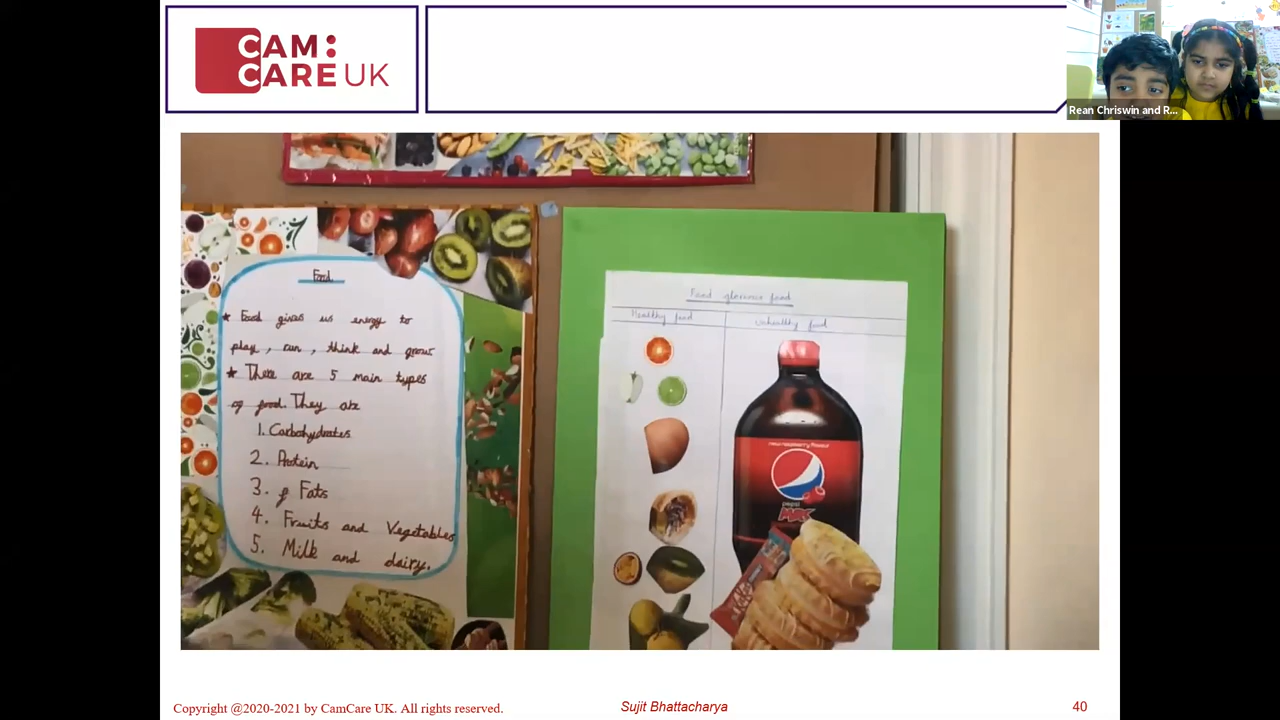 CAM:
CARE UK
Rean Chriswin and R...
Food
★ Food gives us energy to
play, run, think and grow.
★ There are 5 main types
of food. They are
1. Carbohydrates
2. Protein
3. Fats
4. Fruits and Vegetables
5. Milk and dairy.
Food glorious food
Healthy food
Unhealthy food
pepsi
MAX
Copyright @2020-2021 by CamCare UK. All rights reserved.
Sujit Bhattacharya
40